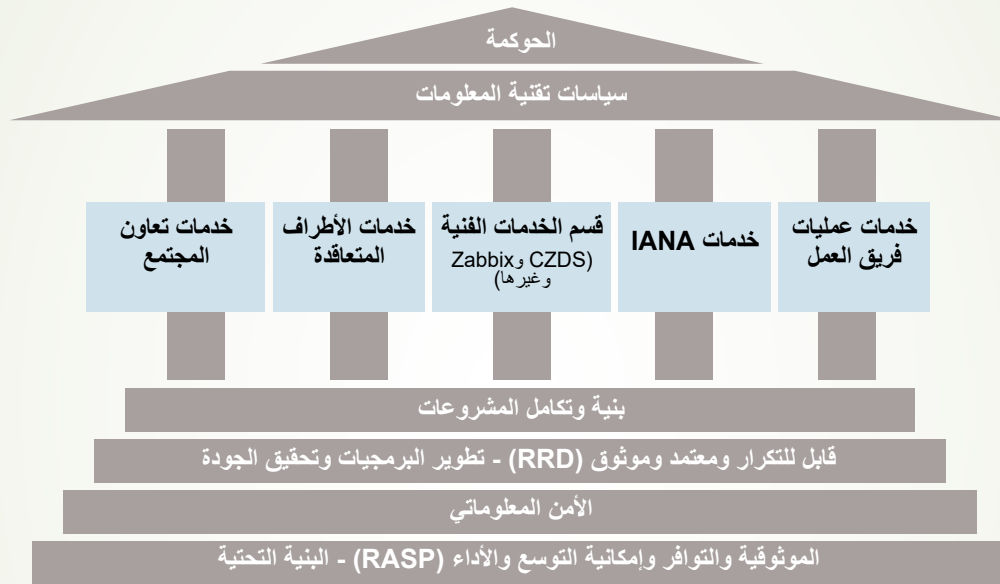 الحوكمة
سياسات تقنية المعلومات
خدمات عمليات
فريق العمل
خدمات IANA
قسم الخدمات الفنية
(CZDS وZabbix
وغيرها)
خدمات الأطراف
المتعاقدة
خدمات تعاون
المجتمع
بنية وتكامل المشروعات
قابل للتكرار ومعتمد وموثوق (RRD) - تطوير البرمجيات وتحقيق الجودة
الأمن المعلوماتي
الموثوقية والتوافر وإمكانية التوسع والأداء (RASP) - البنية التحتية